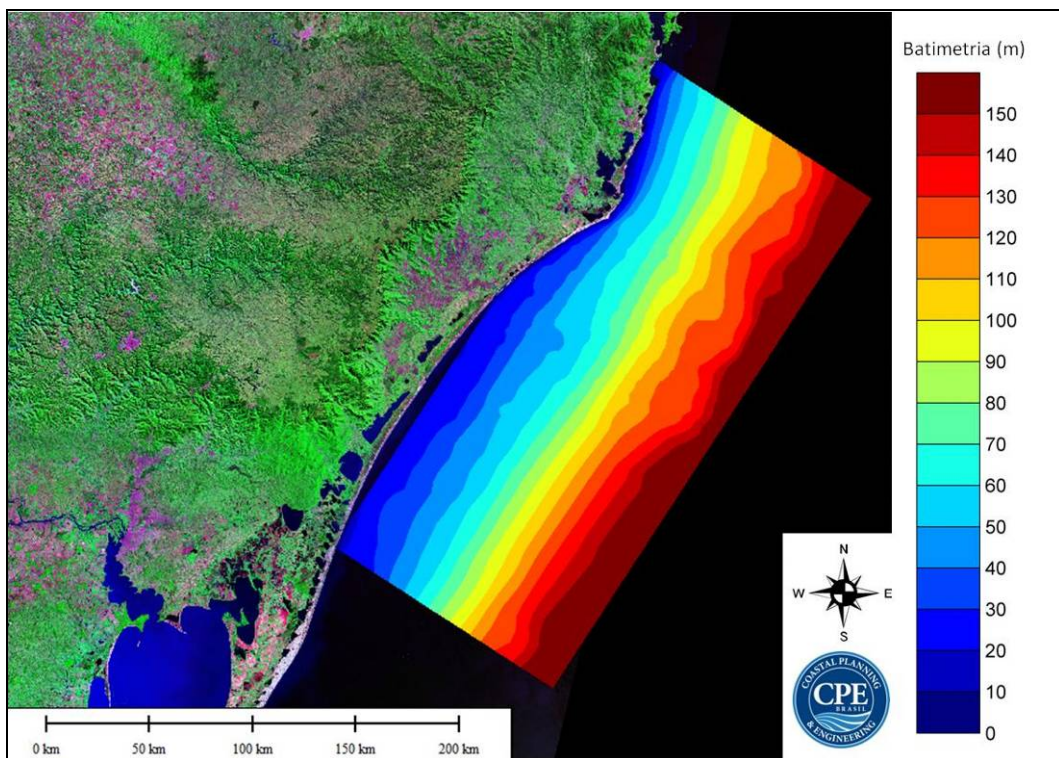 Batimetria (m)
150
140
130
120
100
90
80
70
60
50
40
30
20
10
0
N
W E
S
COASTAL PLANNING
CPE
BRASIL
& ENGINEERING
0 km 50 km 100 km 150 km 200 km